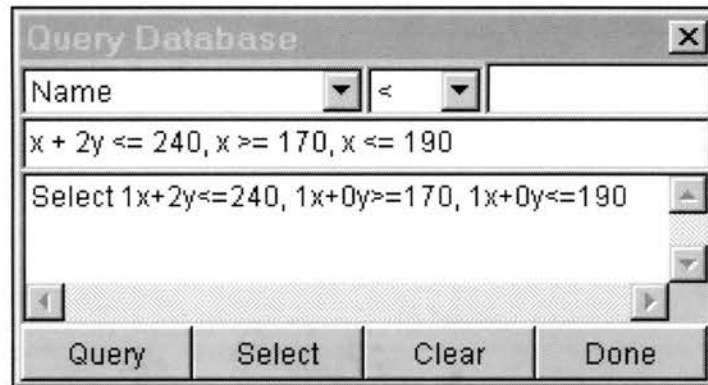 Query Database
Name <
x + 2y <= 240, x >= 170, x <= 190
Select 1x+2y<=240, 1x+0y>=170, 1x+0y<=190
Query Select Clear Done